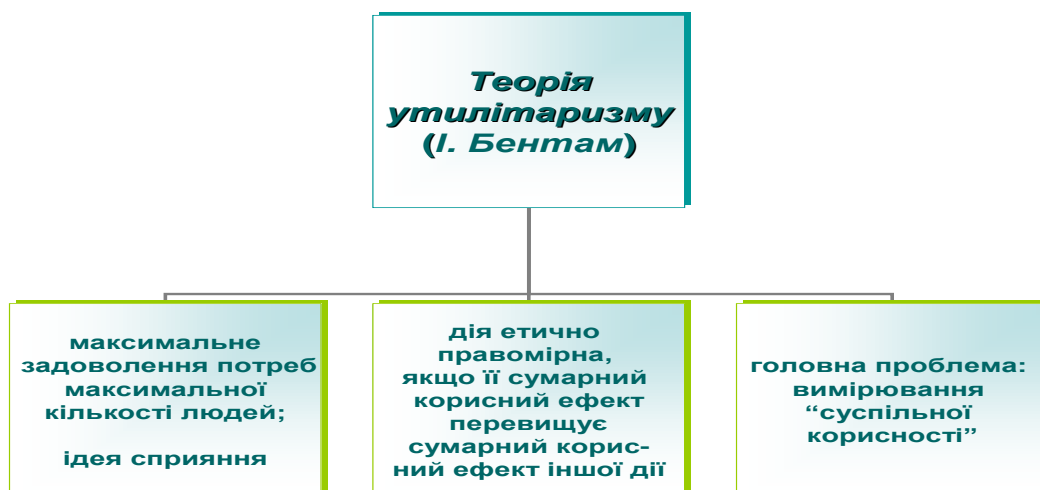 Теорія
утилітаризму
(І. Бентам)
максимальне
задоволення потреб
максимальної
кількості людей;
ідея сприяння
дія етично
правомірна,
якщо її сумарний
корисний ефект
перевищує
сумарний корис-
ний ефект іншої дії
головна проблема:
вимірювання
“суспільної
корисності”